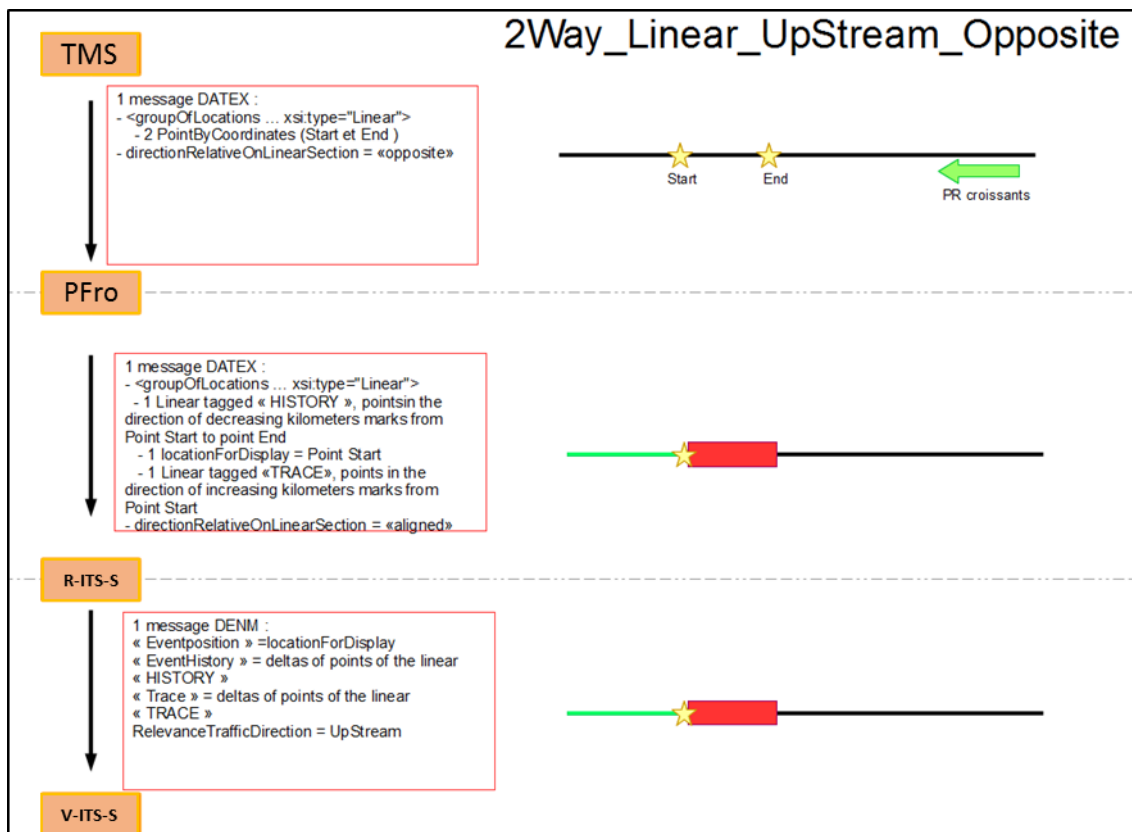 2Way_Linear_UpStream_Opposite
TMS
1 message DATEX :
- <groupOfLocations ... xsi:type="Linear">
- 2 PointByCoordinates (Start et End )
- directionRelativeOnLinearSection = «opposite»
Start
End
PR croissants
PFro
1 message DATEX :
- <groupOfLocations ... xsi:type="Linear">
- 1 Linear tagged « HISTORY », pointsin the
direction of decreasing kilometers marks from
Point Start to point End
- 1 locationForDisplay = Point Start
- 1 Linear tagged «TRACE», points in the
direction of increasing kilometers marks from
Point Start
- directionRelativeOnLinearSection = «aligned»
R-ITS-S
1 message DENM :
« Eventposition » =locationForDisplay
« EventHistory » = deltas of points of the linear
« HISTORY »
« Trace » = deltas of points of the linear
« TRACE »
RelevanceTrafficDirection = UpStream
V-ITS-S